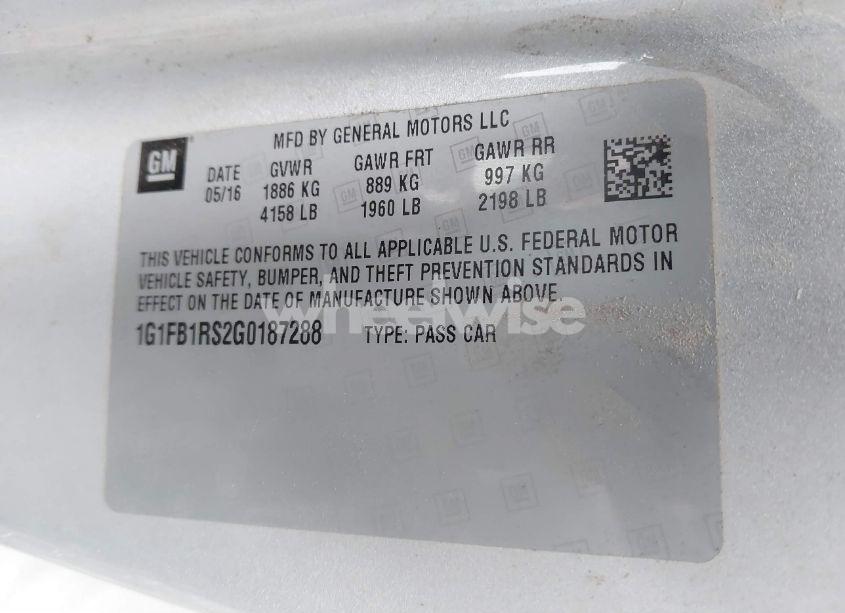 MFD BY GENERAL MOTORS LLC
GM DATE GVWR GAWR FRT GAWR RR
05/16 1886 KG 889 KG 997 KG
4158 LB 1960 LB 2198 LB
THIS VEHICLE CONFORMS TO ALL APPLICABLE U.S. FEDERAL MOTOR
VEHICLE SAFETY, BUMPER, AND THEFT PREVENTION STANDARDS IN
EFFECT ON THE DATE OF MANUFACTURE SHOWN ABOVE.
wheelwise
1G1FB1RS2G0187288 TYPE: PASS CAR